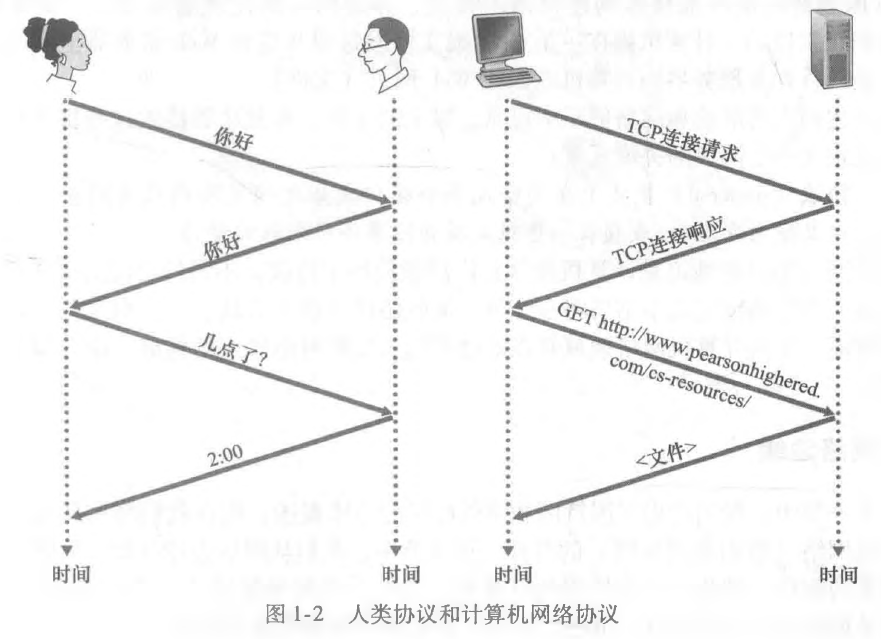 你好
你好
几点了?
2:00
时间
时间
TCP连接请求
TCP连接响应
GET http://www.pearsonhighered.
com/cs-resources/
<文件>
时间
时间
图 1-2 人类协议和计算机网络协议